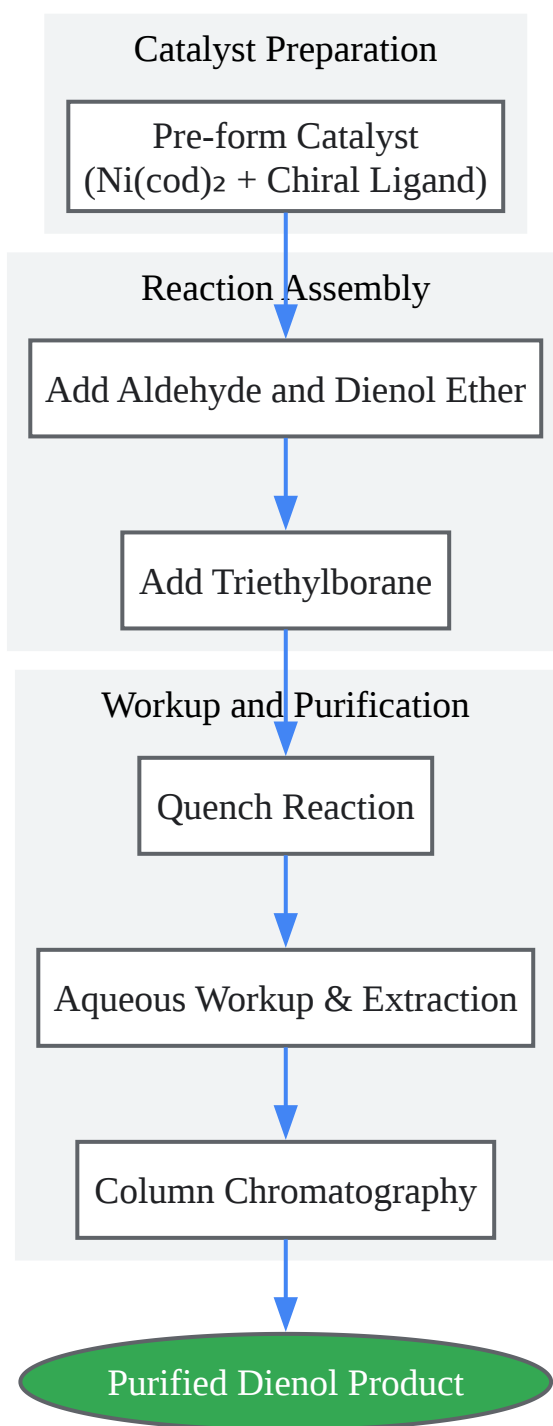 Catalyst Preparation
Pre-form Catalyst
(Ni(cod)₂ + Chiral Ligand)
Reaction Assembly
Add Aldehyde and Dienol Ether
Add Triethylborane
Workup and Purification
Quench Reaction
Aqueous Workup & Extraction
Column Chromatography
Purified Dienol Product